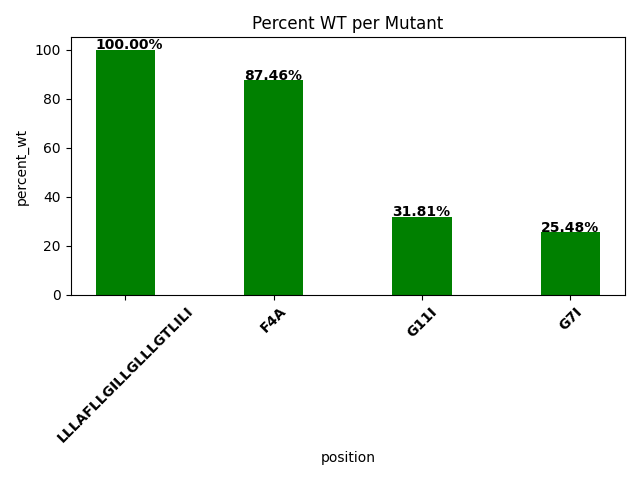 Percent WT per Mutant
percent_wt
100
80
60
40
20
0
100.00%
87.46%
31.81%
25.48%
LLLAFLLGILLGLLLGTLILI
F4A
G11I
G7I
position